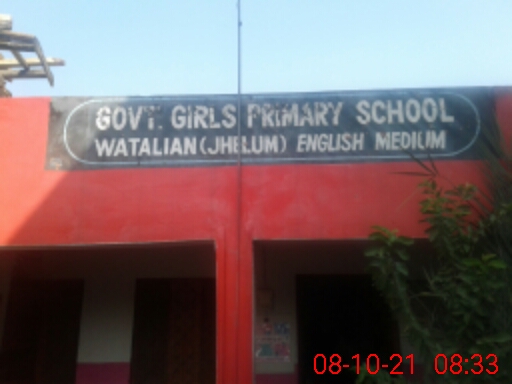 GOVT. GIRLS PRIMARY SCHOOL
WATALIAN (JHELUM) ENGLISH MEDIUM
08-10-21 08:33